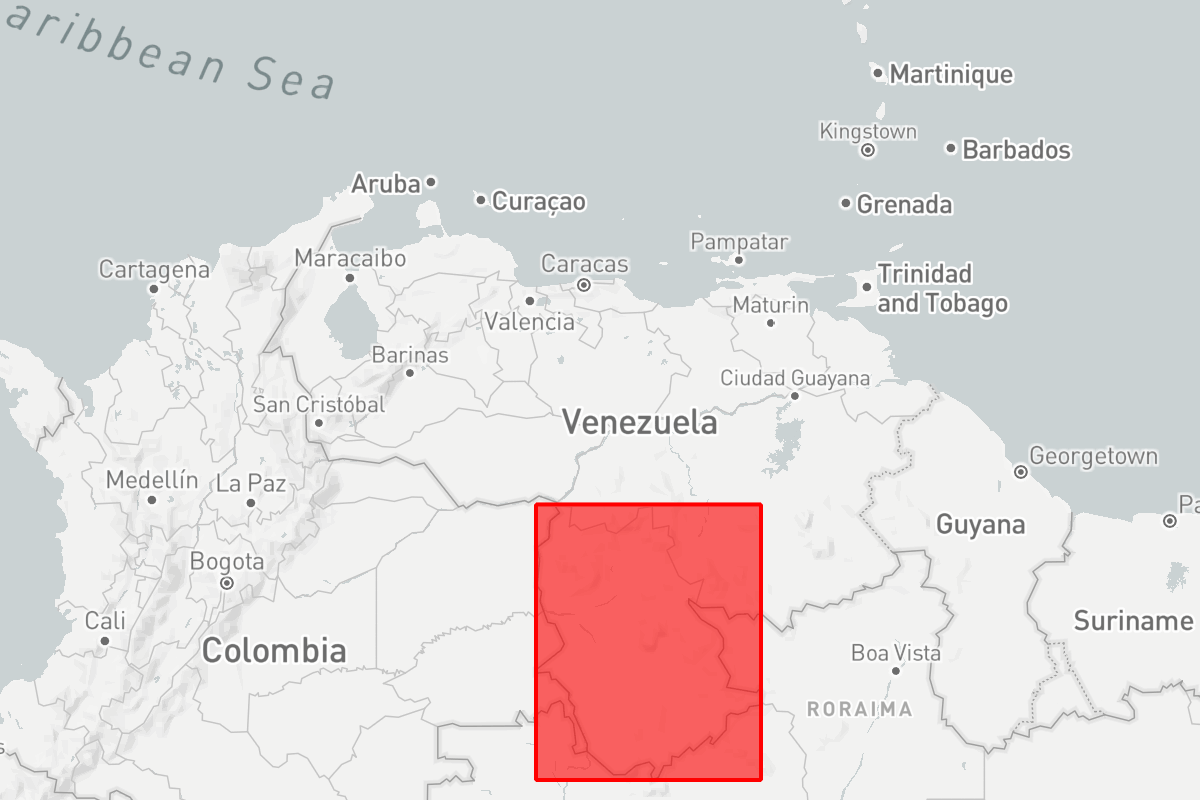 aribbean Sea
Martinique
Kingstown
Barbados
Aruba
Curaçao
Grenada
Pampatar
Cartagena
Maracaibo
Caracas
Trinidad
and Tobago
Valencia
Maturin
Barinas
Ciudad Guayana
San Cristóbal
Venezuela
Georgetown
Medellín
La Paz
Pa
Guyana
Bogota
Cali
Suriname
Colombia
Boa Vista
RORAIMA
s